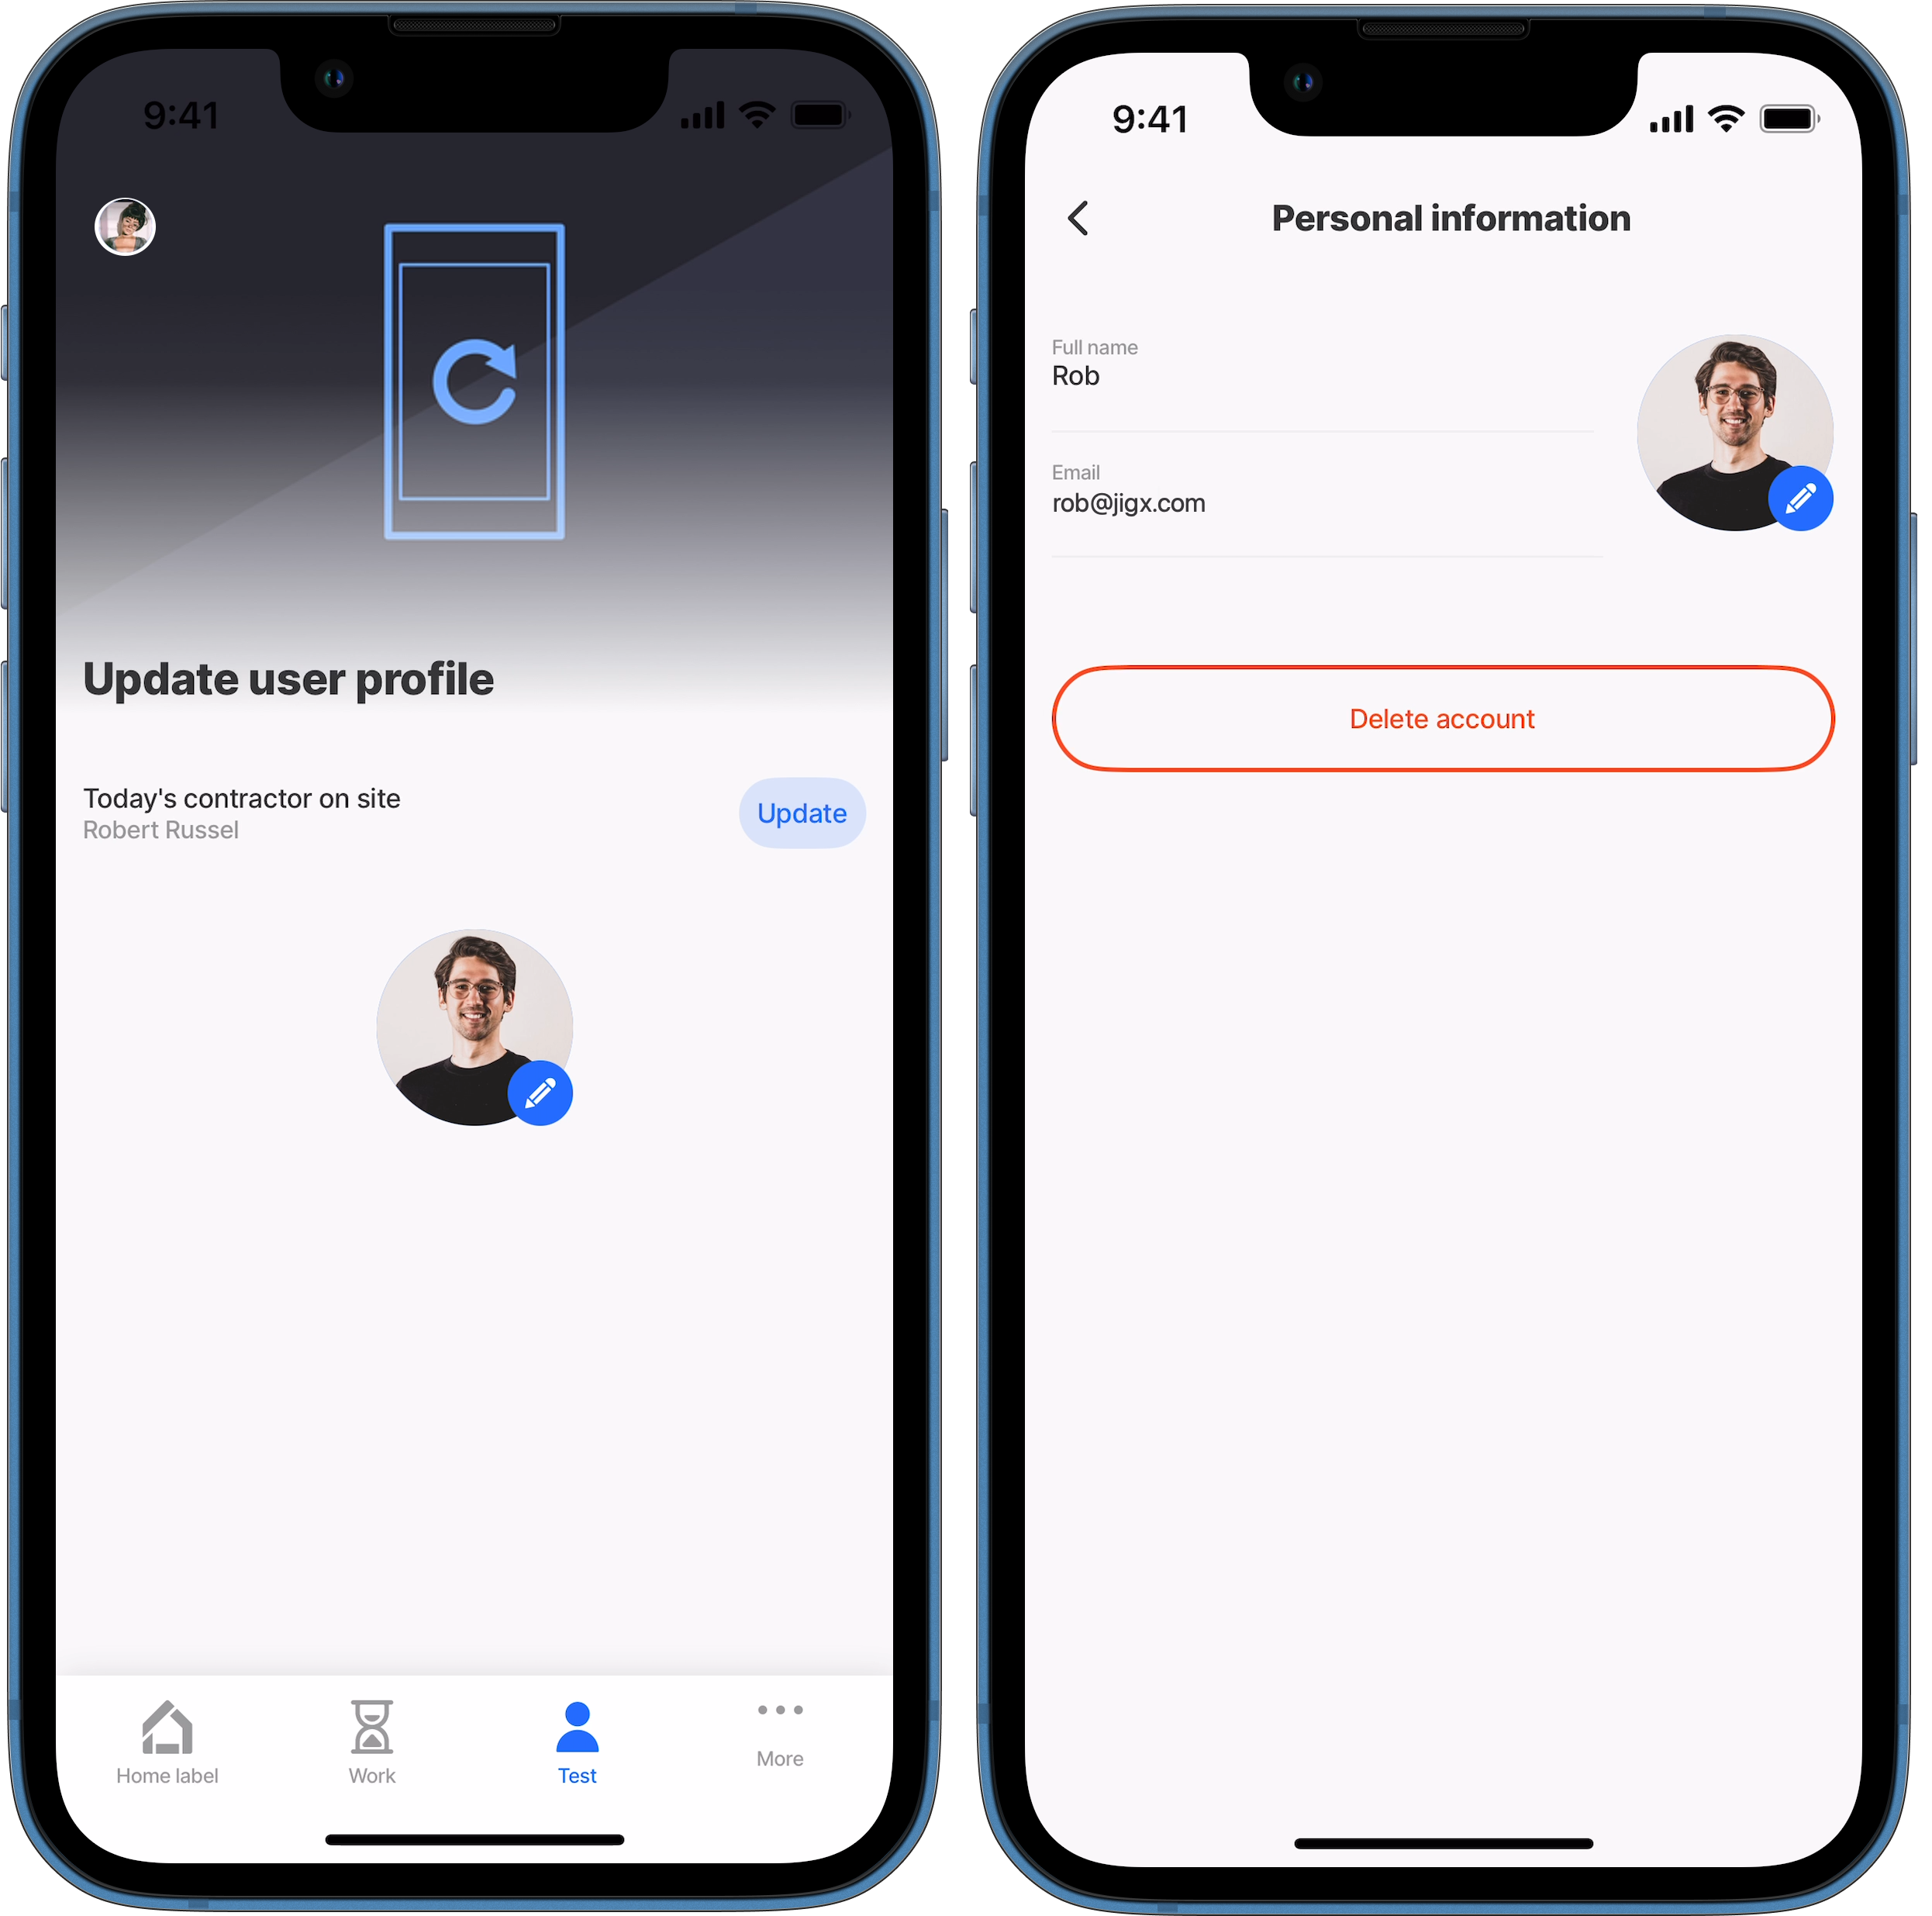 9:41
Update user profile
Today's contractor on site
Robert Russel
Update
Home label
Work
Test
More
9:41
Personal information
Full name
Rob
Email
rob@jigx.com
Delete account